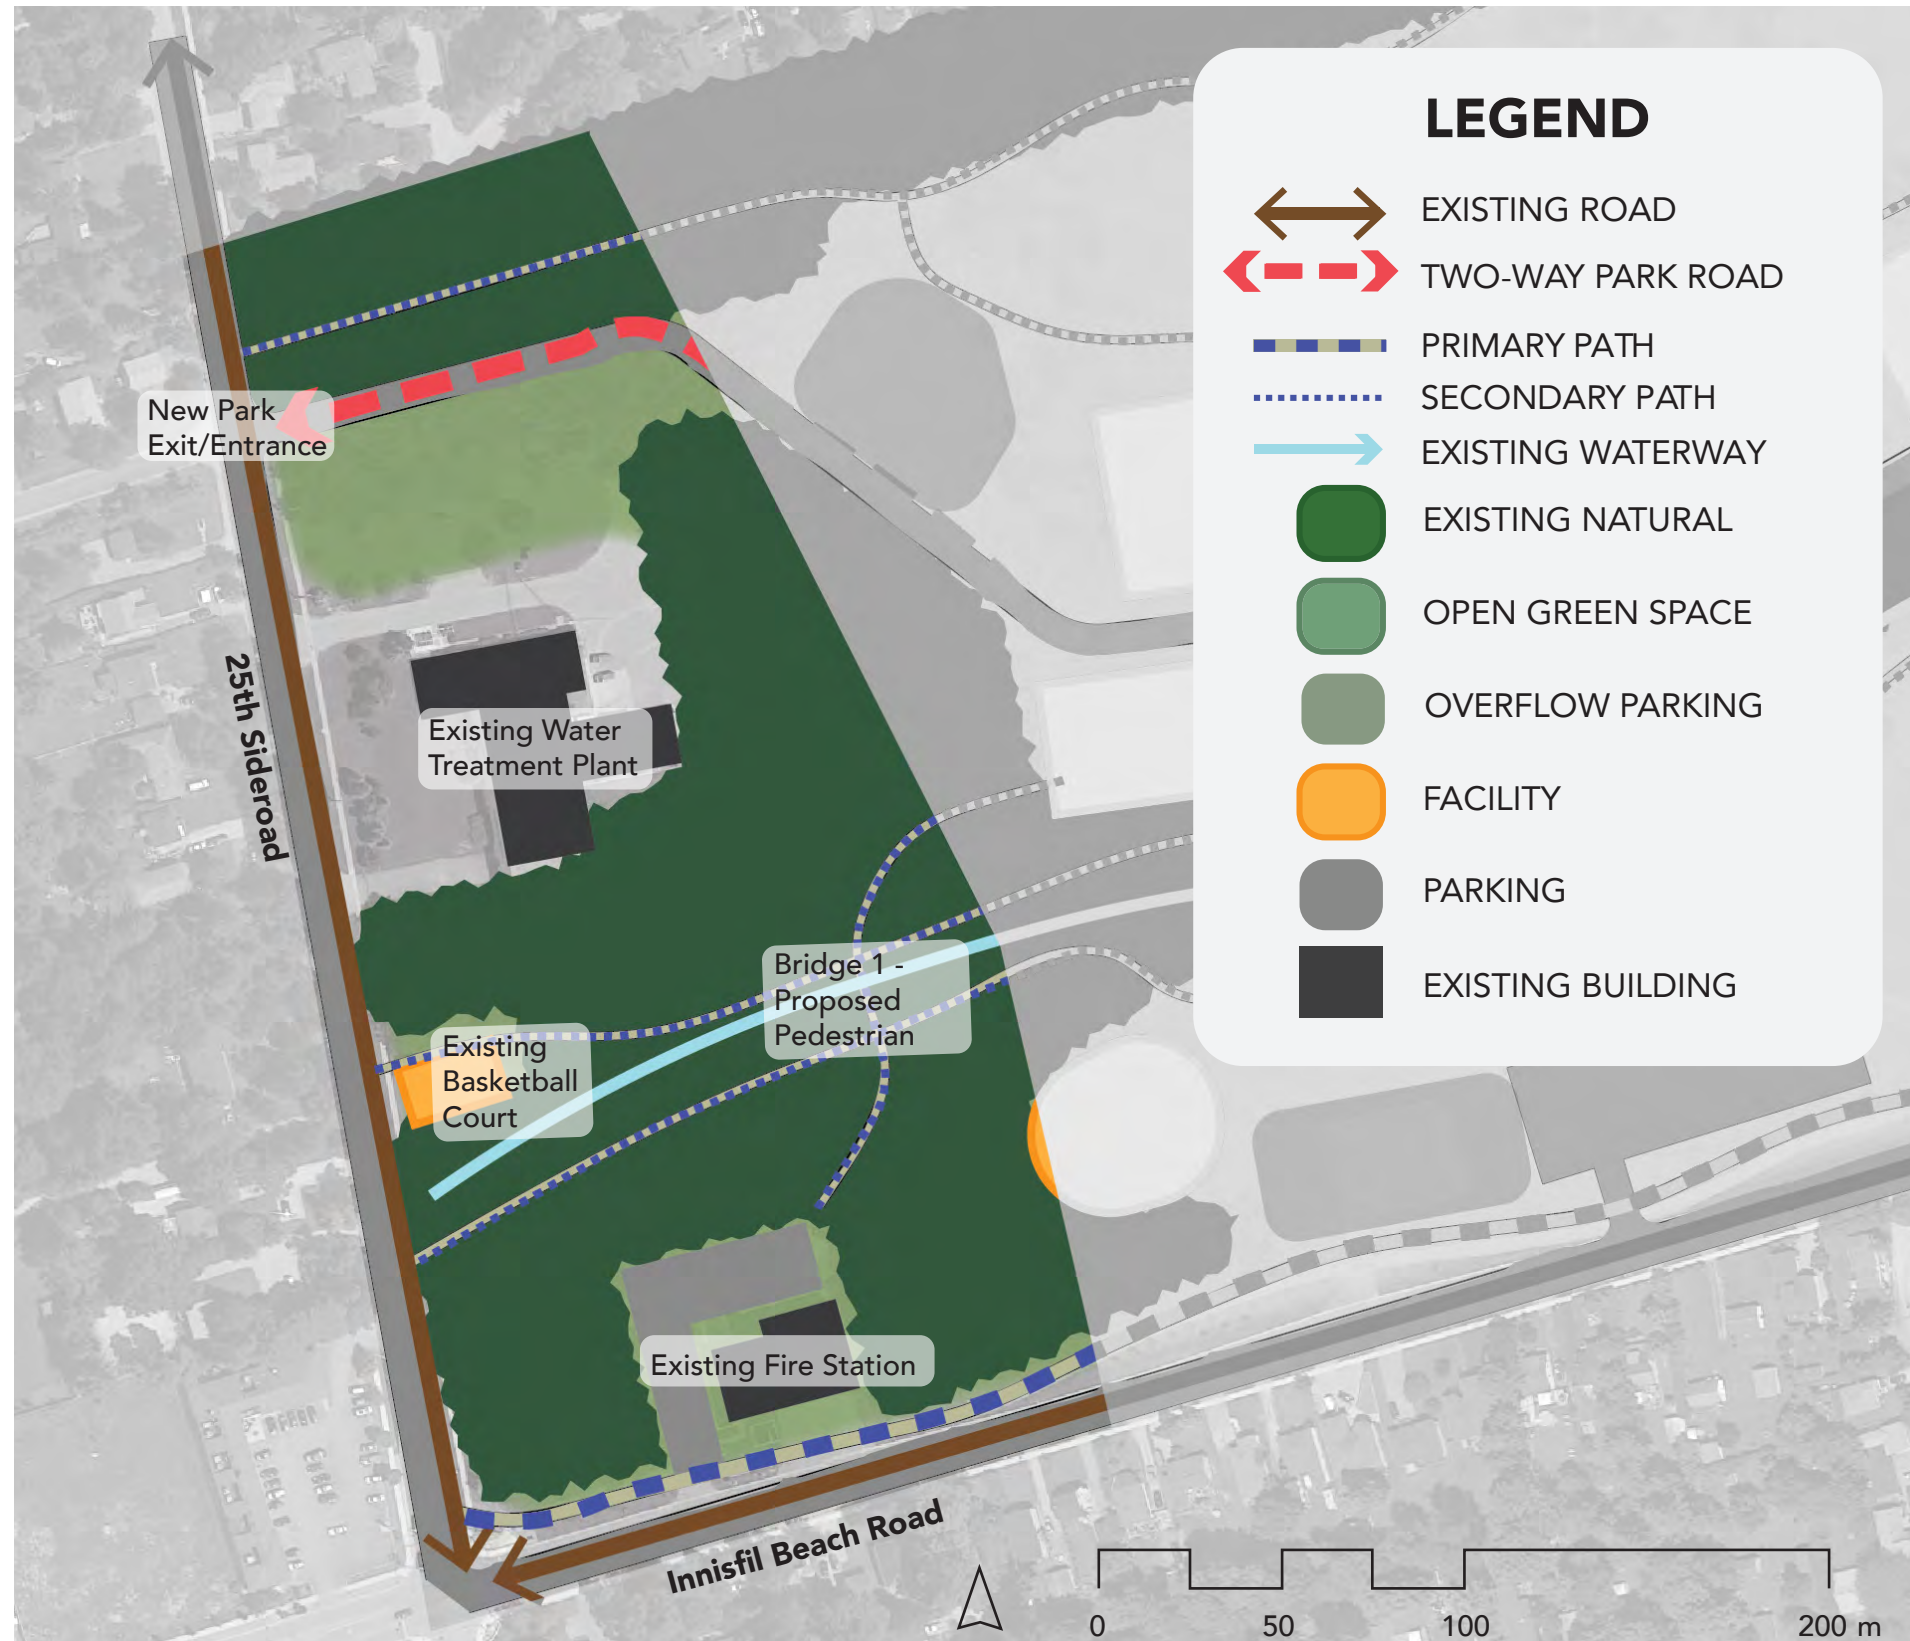 LEGEND
EXISTING ROAD
TWO-WAY PARK ROAD
PRIMARY PATH
SECONDARY PATH
EXISTING WATERWAY
EXISTING NATURAL
OPEN GREEN SPACE
OVERFLOW PARKING
FACILITY
PARKING
EXISTING BUILDING
New Park
Exit/Entrance
25th Sideroad
Existing Water
Treatment Plant
Bridge 1 -
Proposed
Pedestrian
Existing
Basketball
Court
Existing Fire Station
Innisfil Beach Road
0 50 100 200 m